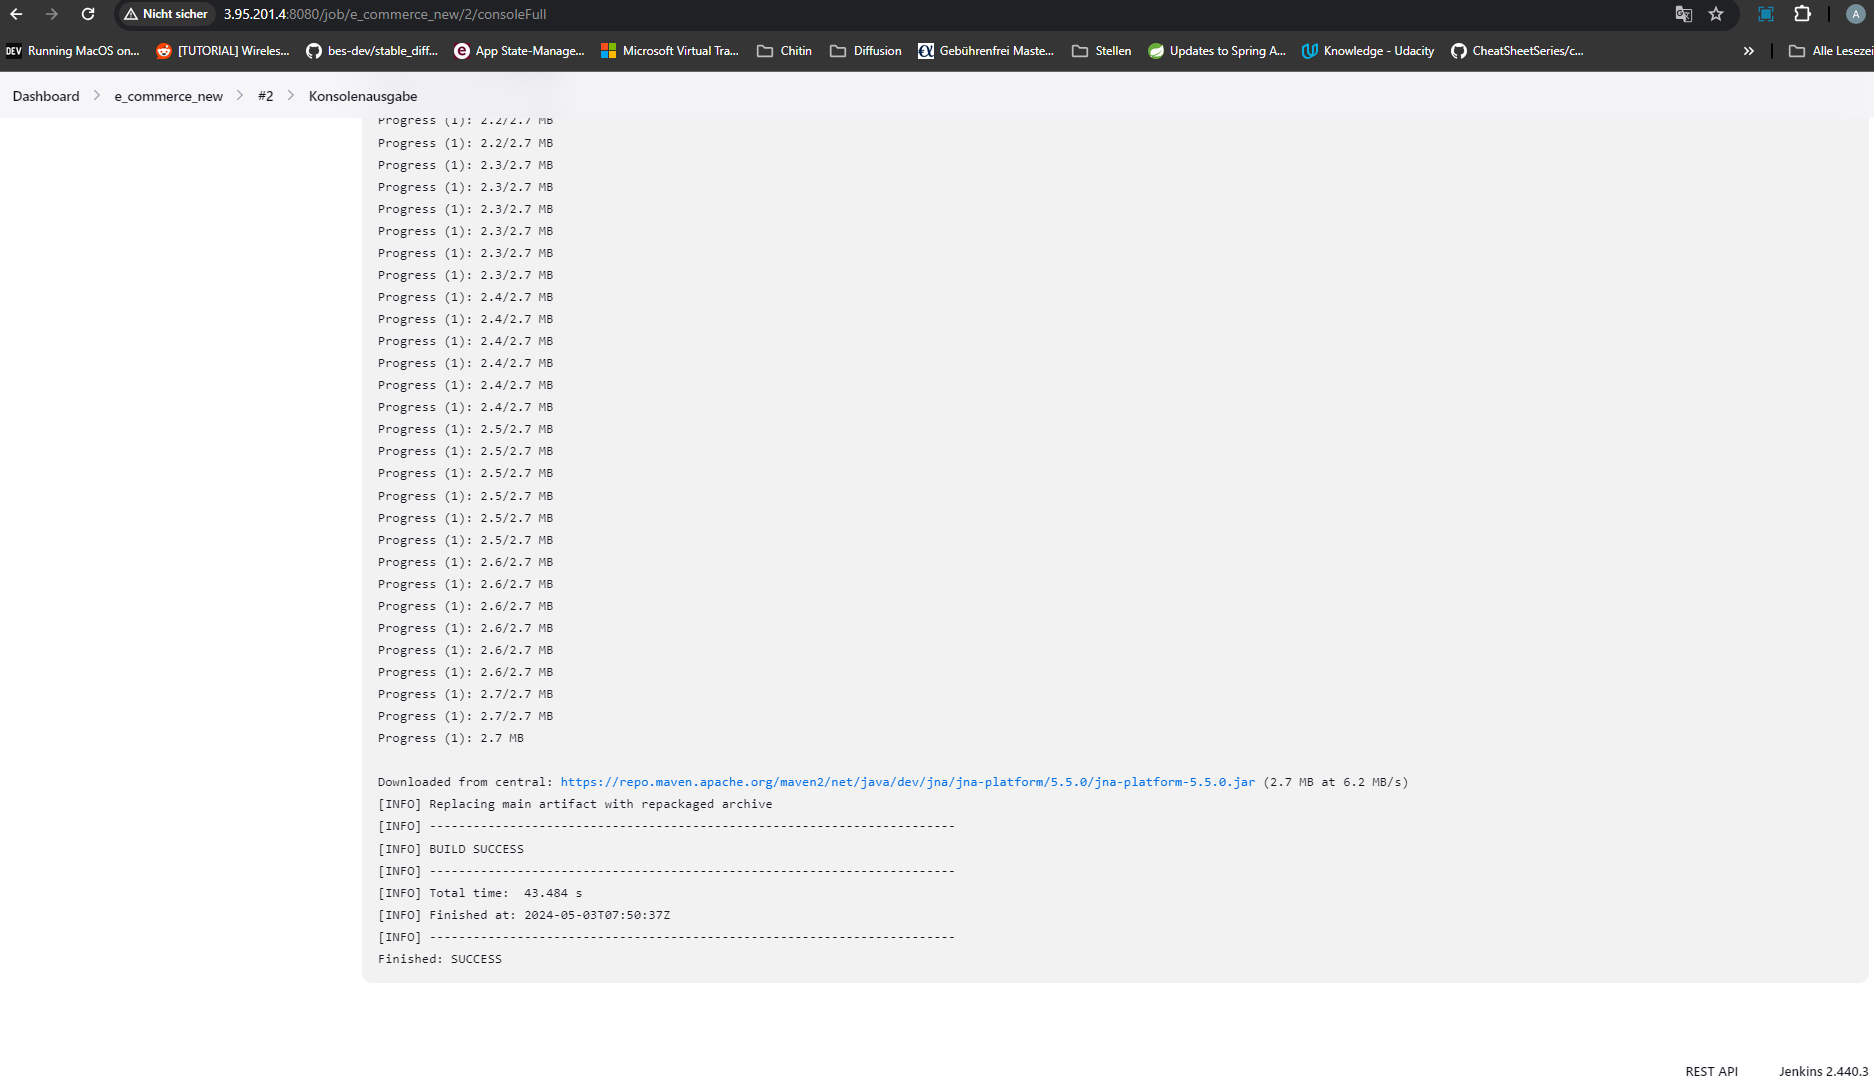 Nicht sicher 3.95.201.4:8080/job/e_commerce_new/2/consoleFull A
DEV Running MacOS on... [TUTORIAL] Wireles... bes-dev/stable_diff... e App State-Manage... Microsoft Virtual Tra... Chitin Diffusion Gebührenfrei Maste... Stellen Updates to Spring A... Knowledge - Udacity CheatSheetSeries/c... » Alle Lesezei
Dashboard > e_commerce_new > #2 > Konsolenausgabe
Progress (1): 2.2/2.7 MB
Progress (1): 2.2/2.7 MB
Progress (1): 2.3/2.7 MB
Progress (1): 2.3/2.7 MB
Progress (1): 2.3/2.7 MB
Progress (1): 2.3/2.7 MB
Progress (1): 2.3/2.7 MB
Progress (1): 2.3/2.7 MB
Progress (1): 2.4/2.7 MB
Progress (1): 2.4/2.7 MB
Progress (1): 2.4/2.7 MB
Progress (1): 2.4/2.7 MB
Progress (1): 2.4/2.7 MB
Progress (1): 2.4/2.7 MB
Progress (1): 2.5/2.7 MB
Progress (1): 2.5/2.7 MB
Progress (1): 2.5/2.7 MB
Progress (1): 2.5/2.7 MB
Progress (1): 2.5/2.7 MB
Progress (1): 2.5/2.7 MB
Progress (1): 2.6/2.7 MB
Progress (1): 2.6/2.7 MB
Progress (1): 2.6/2.7 MB
Progress (1): 2.6/2.7 MB
Progress (1): 2.6/2.7 MB
Progress (1): 2.6/2.7 MB
Progress (1): 2.7/2.7 MB
Progress (1): 2.7/2.7 MB
Progress (1): 2.7 MB
Downloaded from central: https://repo.maven.apache.org/maven2/net/java/dev/jna/jna-platform/5.5.0/jna-platform-5.5.0.jar (2.7 MB at 6.2 MB/s)
[INFO] Replacing main artifact with repackaged archive
[INFO] ------------------------------------------------------------------------
[INFO] BUILD SUCCESS
[INFO] ------------------------------------------------------------------------
[INFO] Total time:  43.484 s
[INFO] Finished at: 2024-05-03T07:50:37Z
[INFO] ------------------------------------------------------------------------
Finished: SUCCESS
REST API Jenkins 2.440.3